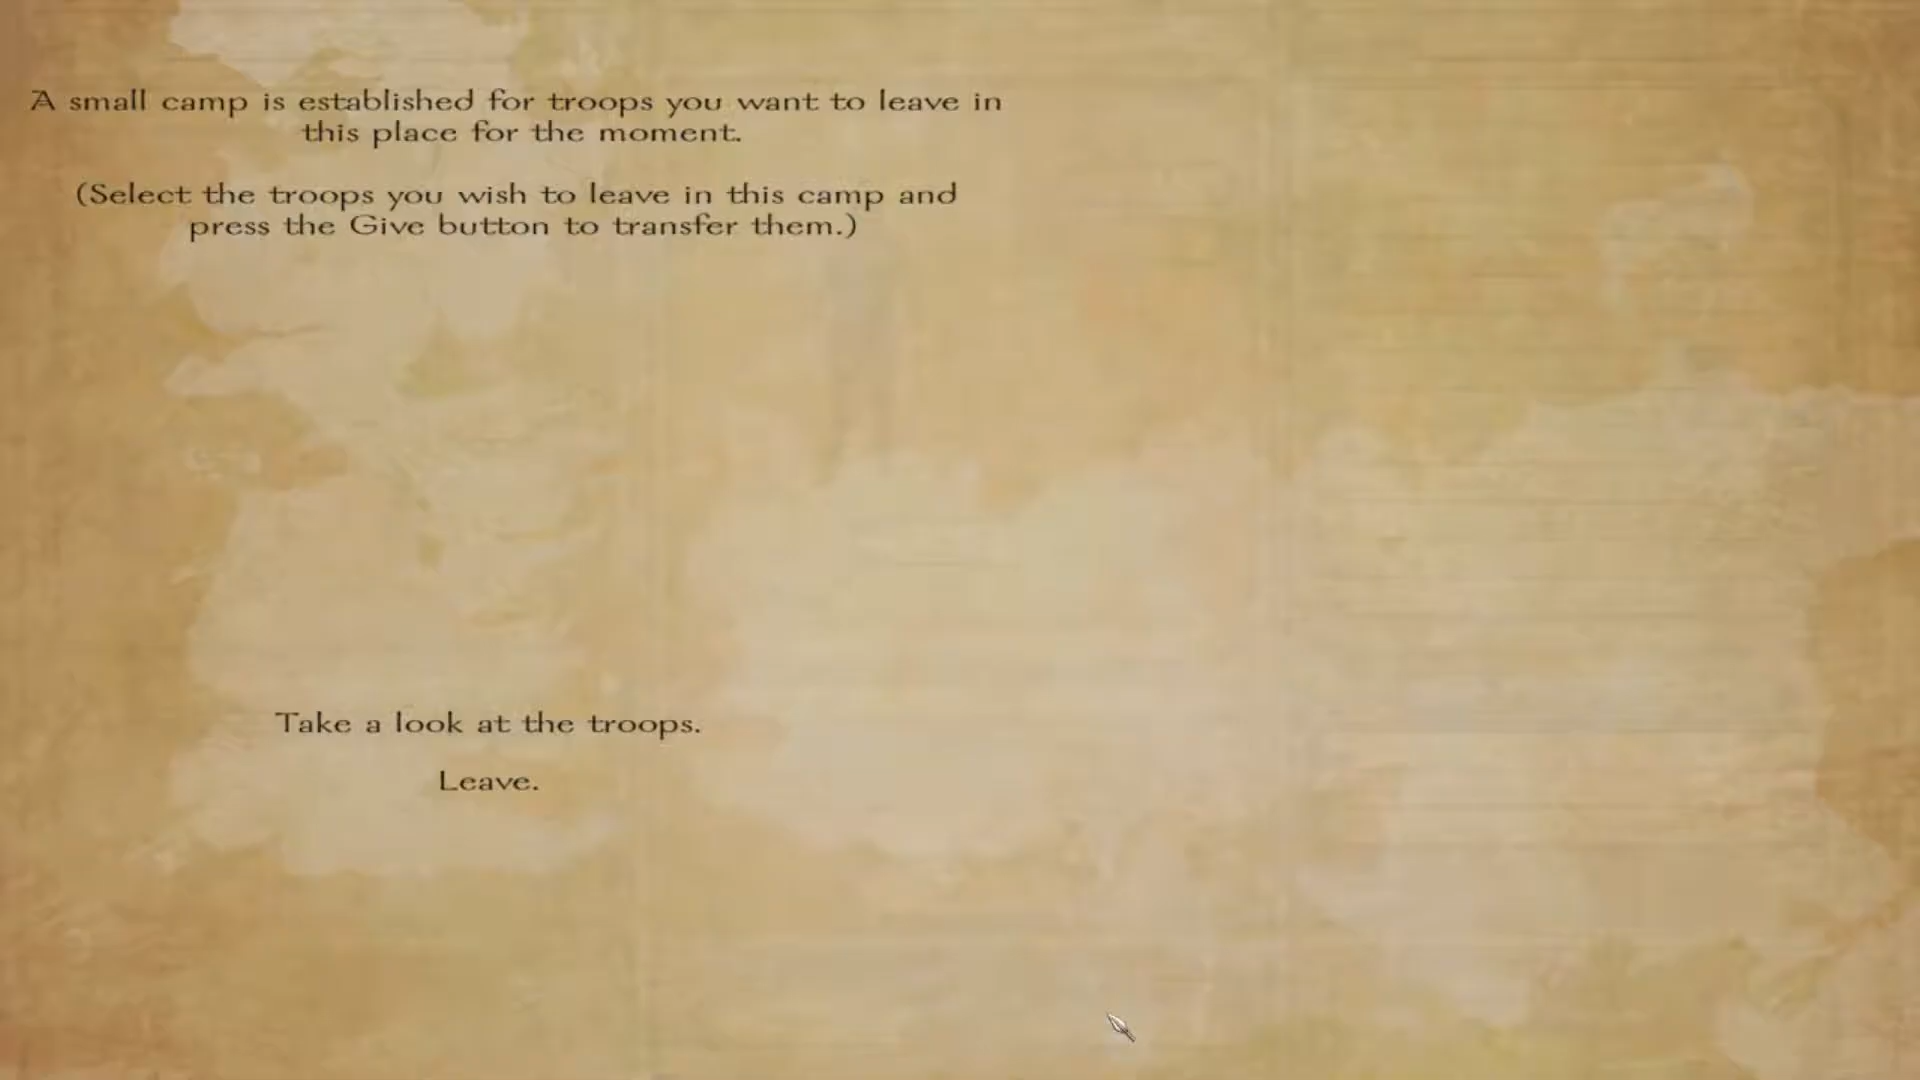 A small camp is established for troops you want to leave in
this place for the moment.
(Select the troops you wish to leave in this camp and
press the Give button to transfer them.)
Take a look at the troops.
Leave.